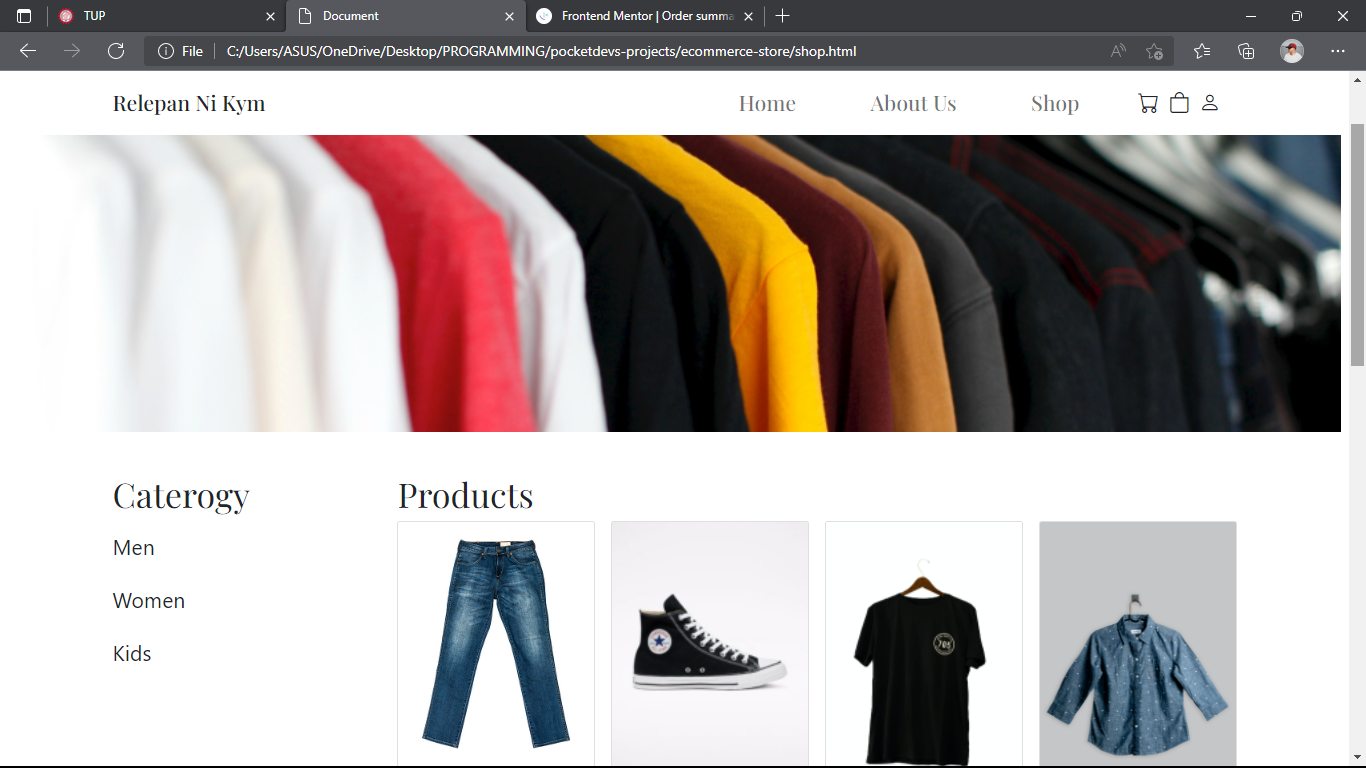 TUP
Document
Frontend Mentor | Order summa
File
C:/Users/ASUS/OneDrive/Desktop/PROGRAMMING/pocketdevs-projects/ecommerce-store/shop.html
Relepan Ni Kym
Home
About Us
Shop
Caterogy
Products
Men
Women
Kids
705